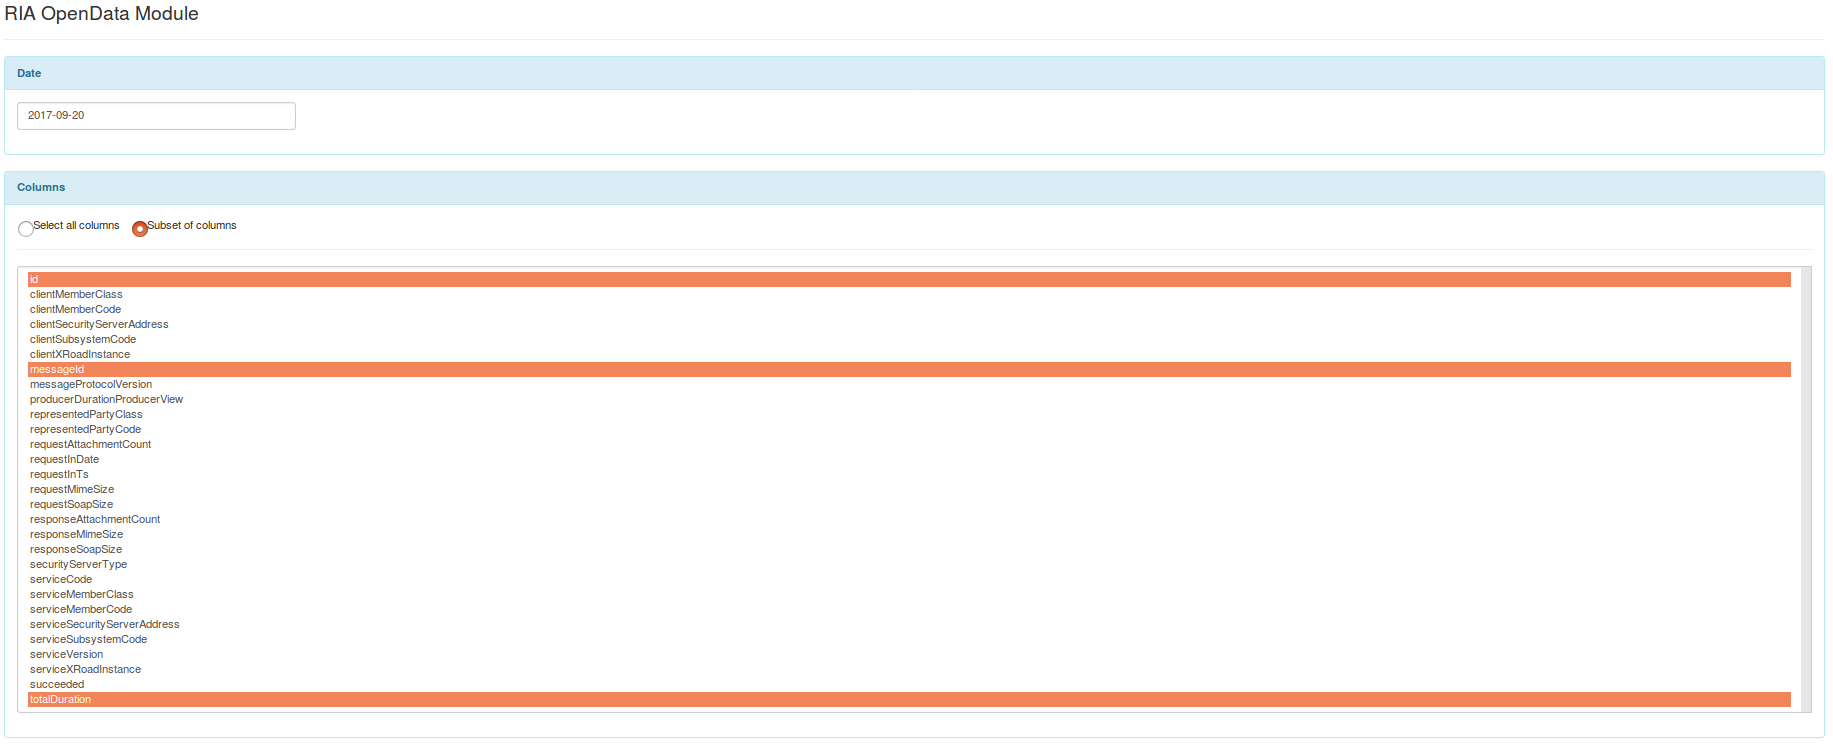 RIA OpenData Module
Date
2017-09-20
Columns
Select all columns Subset of columns
id
clientMemberClass
clientMemberCode
clientSecurityServerAddress
clientSubsystemCode
clientXRoadInstance
messageId
messageProtocolVersion
producerDurationProducerView
representedPartyClass
representedPartyCode
requestAttachmentCount
requestInDate
requestInTs
requestMimeSize
requestSoapSize
responseAttachmentCount
responseMimeSize
responseSoapSize
securityServerType
serviceCode
serviceMemberClass
serviceMemberCode
serviceSecurityServerAddress
serviceSubsystemCode
serviceVersion
serviceXRoadInstance
succeeded
totalDuration